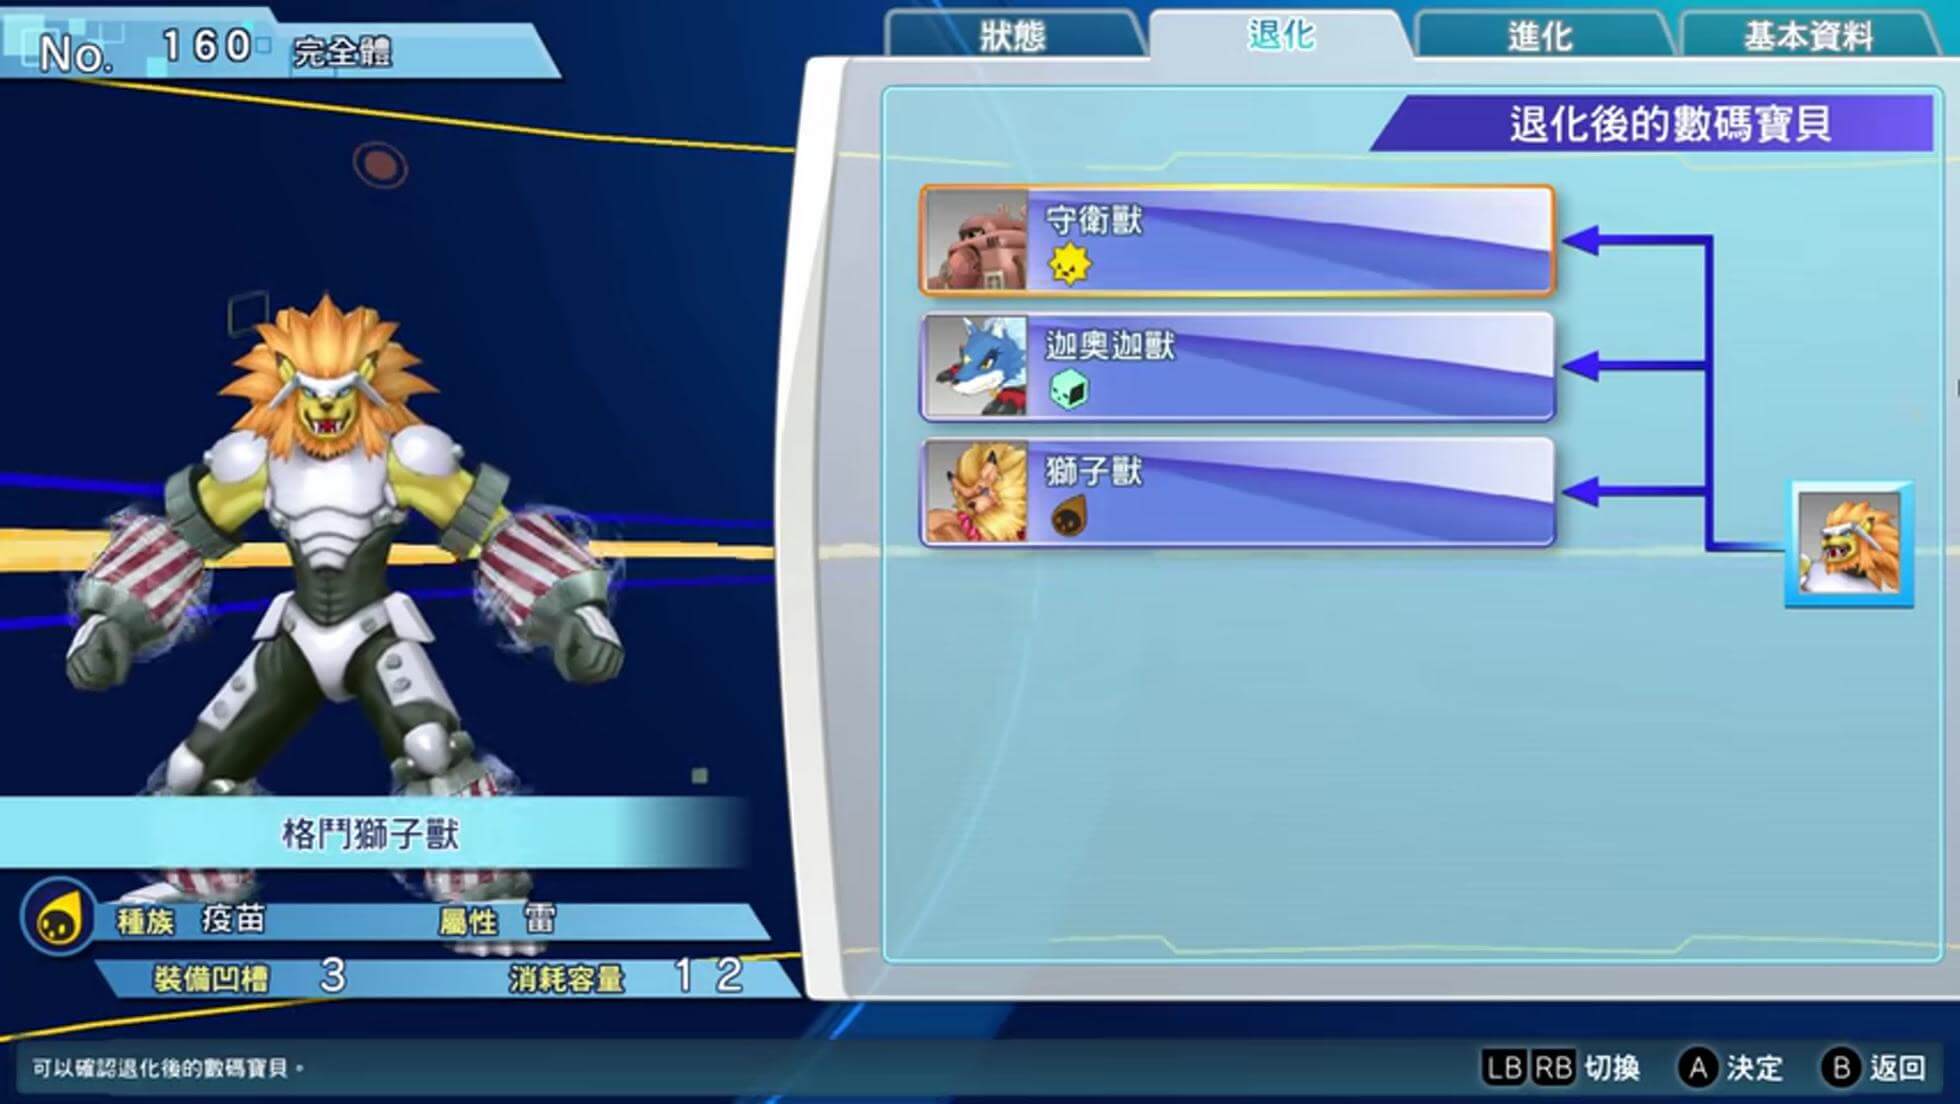 No. 160 完全體
狀態 退化 進化 基本資料
退化後的數碼寶貝
守衛獸
迦奧迦獸
獅子獸
格鬥獅子獸
種族 疫苗 屬性 雷
裝備凹槽 3 消耗容量 12
可以確認退化後的數碼寶貝。
LB RB 切換 A 決定 B 返回